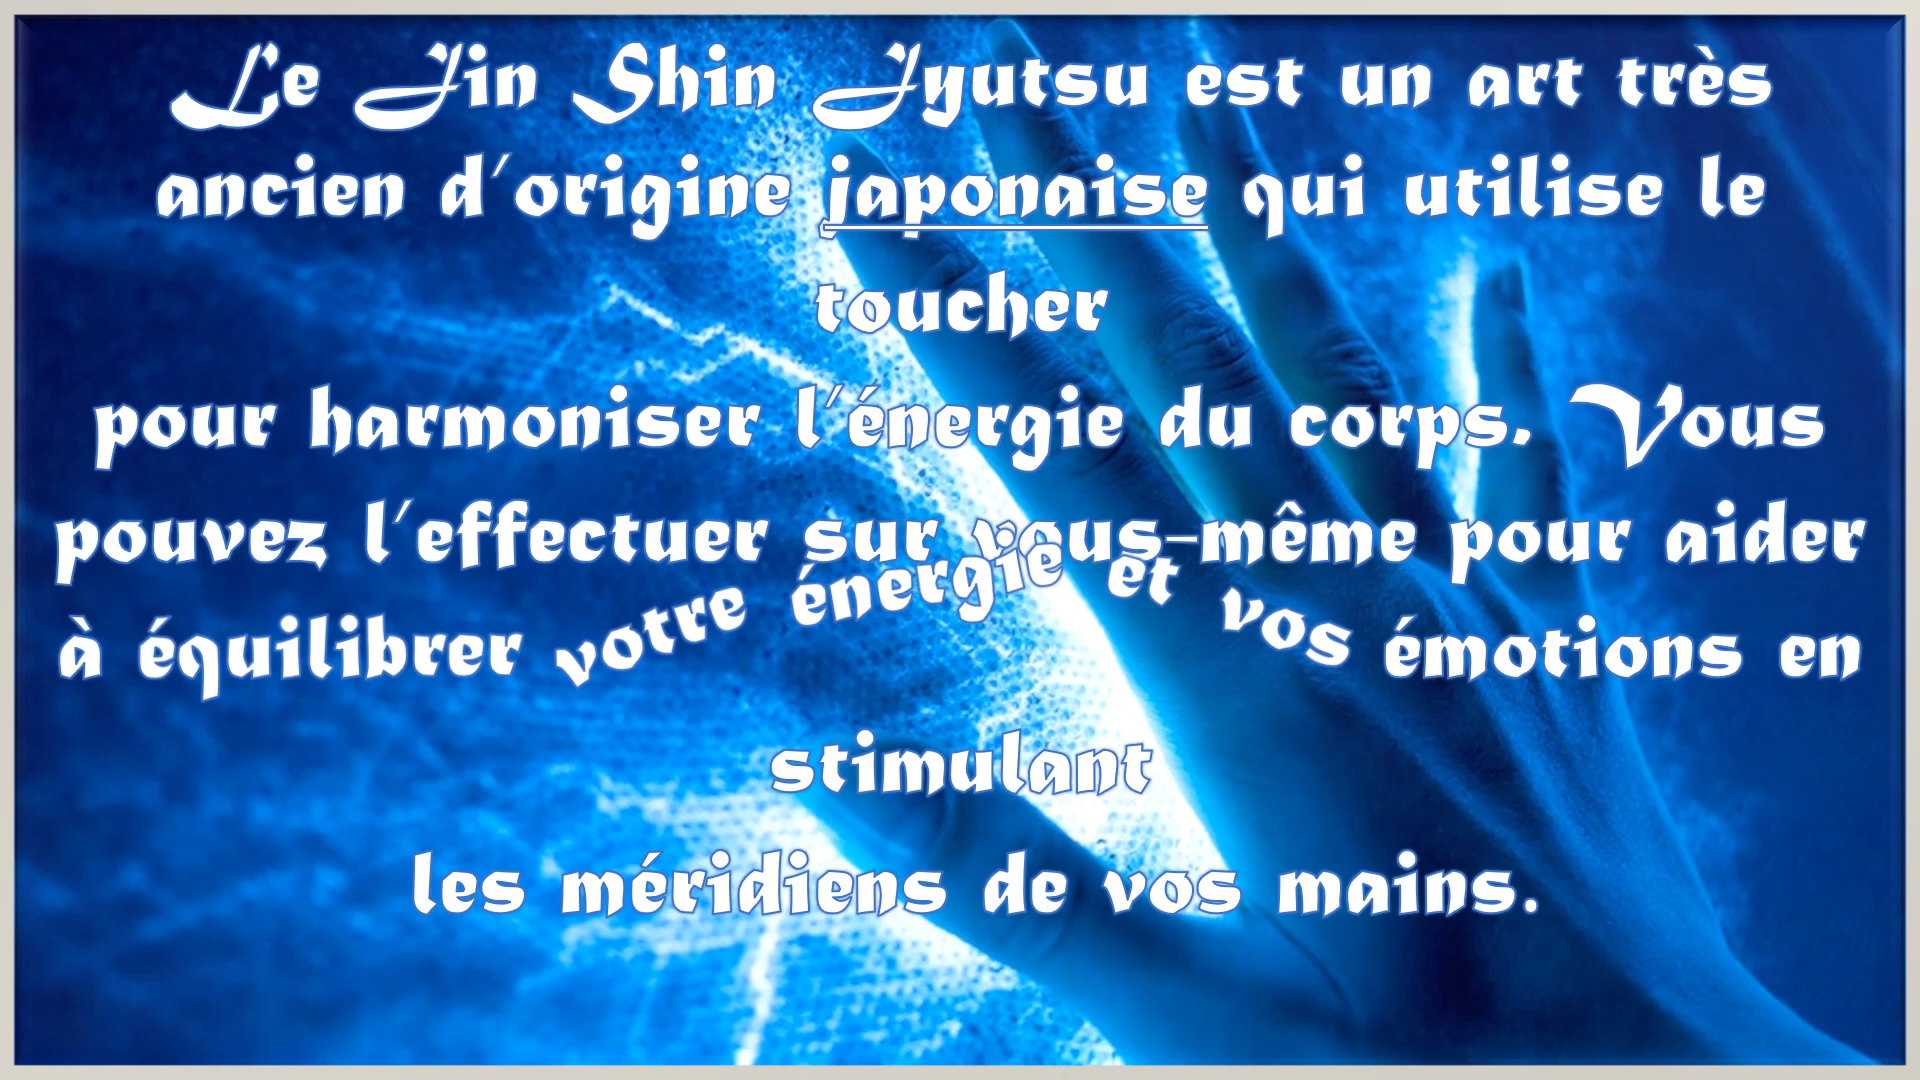 Le Jin Shin Jyutsu est un art très
ancien d'origine japonaise qui utilise le
toucher
pour harmoniser l'énergie du corps. Vous
pouvez l'effectuer sur vous-même pour aider
à équilibrer votre énergie et vos émotions en
stimulant
les méridiens de vos mains.